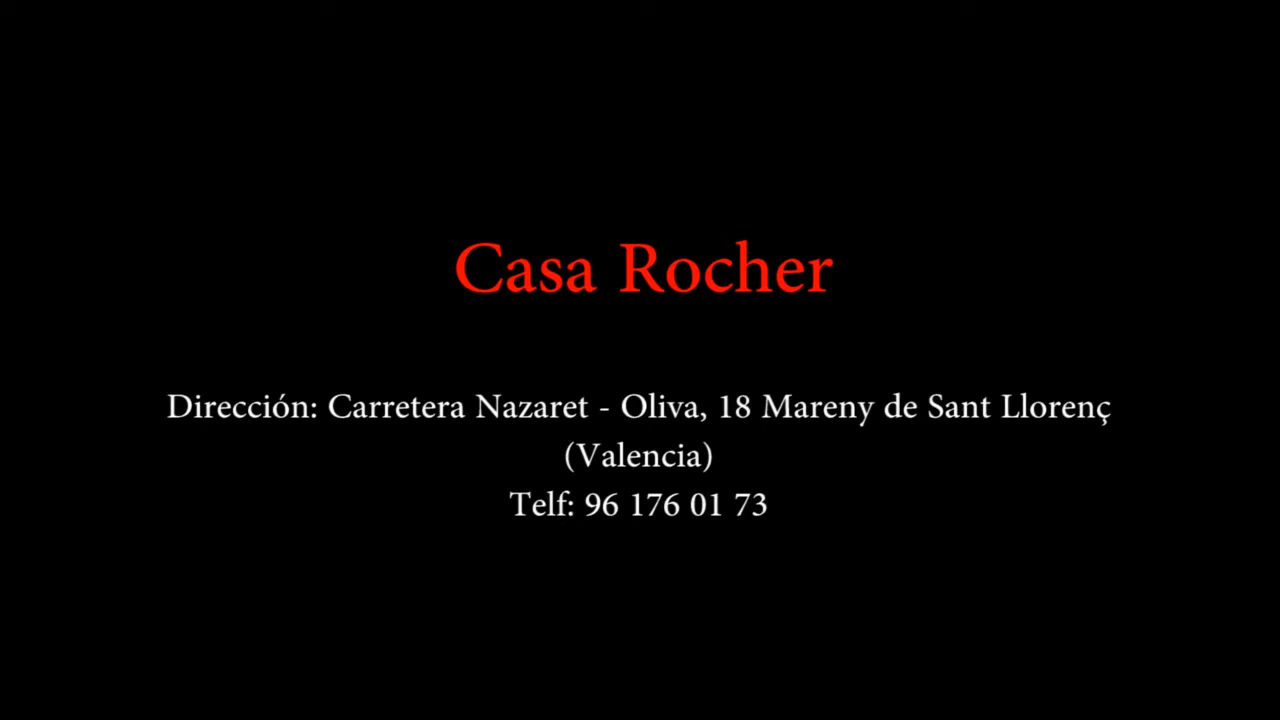 Casa Rocher
Dirección: Carretera Nazaret - Oliva, 18 Mareny de Sant Llorenç
(Valencia)
Telf: 96 176 01 73